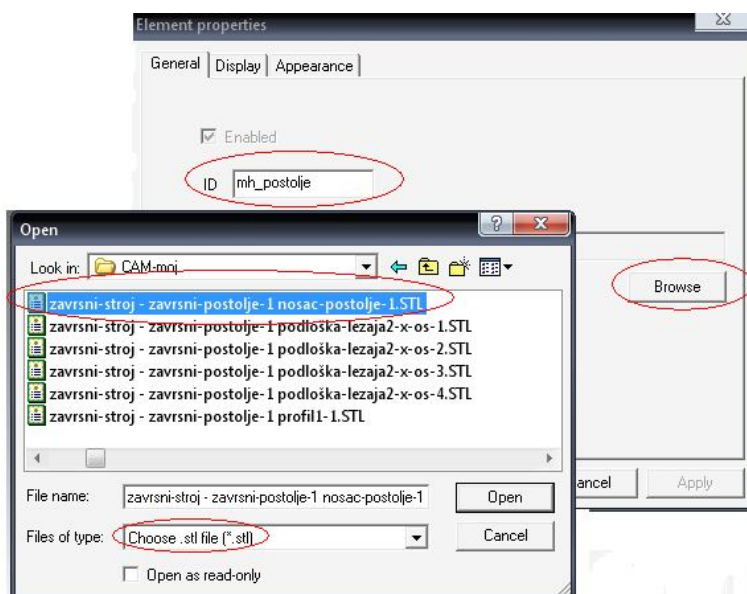 Element properties
General
Display
Appearance
Enabled
ID mh_postolje
Browse
Open
Look in: CAM-moj
zavrsni-stroj - zavrsni-postolje-1 nosac-postolje-1.STL
zavrsni-stroj - zavrsni-postolje-1 podloška-lezaja2-x-os-1.STL
zavrsni-stroj - zavrsni-postolje-1 podloška-lezaja2-x-os-2.STL
zavrsni-stroj - zavrsni-postolje-1 podloška-lezaja2-x-os-3.STL
zavrsni-stroj - zavrsni-postolje-1 podloška-lezaja2-x-os-4.STL
zavrsni-stroj - zavrsni-postolje-1 profil1-1.STL
ancel
Apply
File name: zavrsni-stroj - zavrsni-postolje-1 nosac-postolje-1
Open
Files of type: Choose .stl file (*.stl)
Cancel
Open as read-only